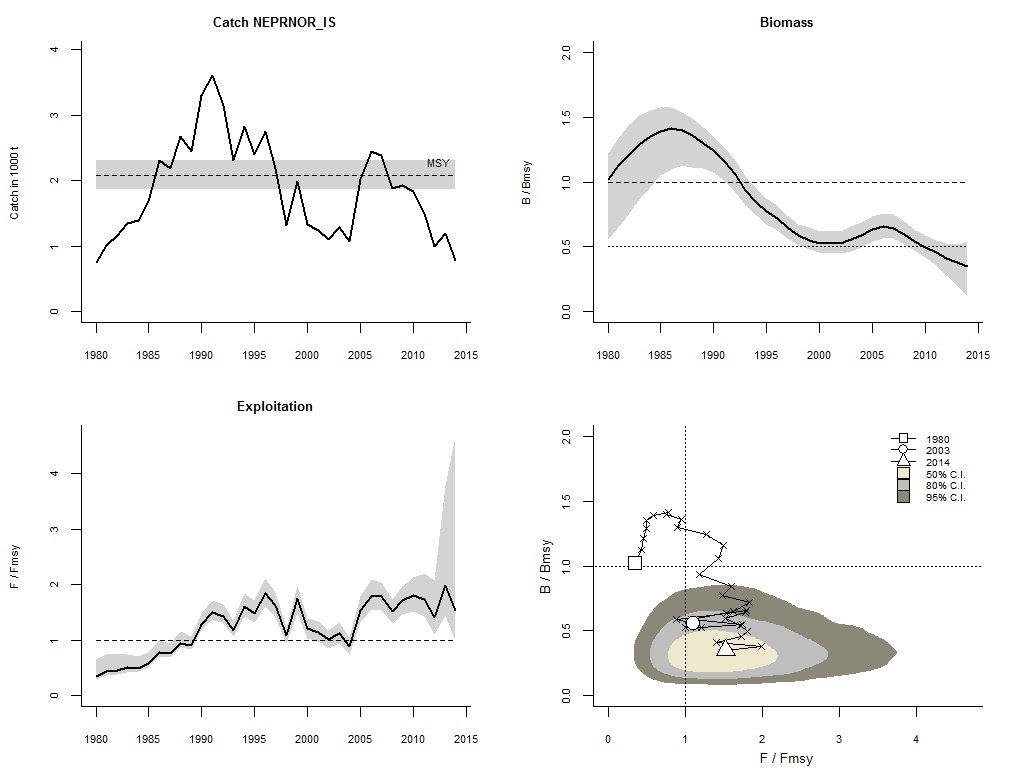 Catch NEPRNOR_IS
Catch in 1000 t
4
3
2
1
0
MSY
1980 1985 1990 1995 2000 2005 2010 2015
Biomass
B / Bmsy
2.0
1.5
1.0
0.5
0.0
1980 1985 1990 1995 2000 2005 2010 2015
Exploitation
F / Fmsy
4
3
2
1
0
1980 1985 1990 1995 2000 2005 2010 2015
B / Bmsy
2.0
1.5
1.0
0.5
0.0
1980
2003
2014
50% C.I.
80% C.I.
95% C.I.
0 1 2 3 4
F / Fmsy